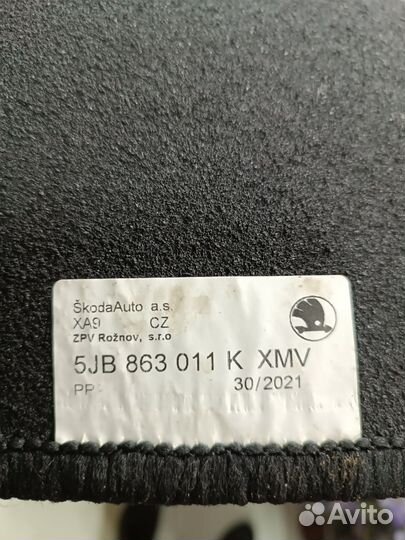 ŠkodaAuto a.s.
XA9 CZ
ZPV Rožnov, s.r.o
5JB 863 011 K XMV
PP 30/2021
Avito